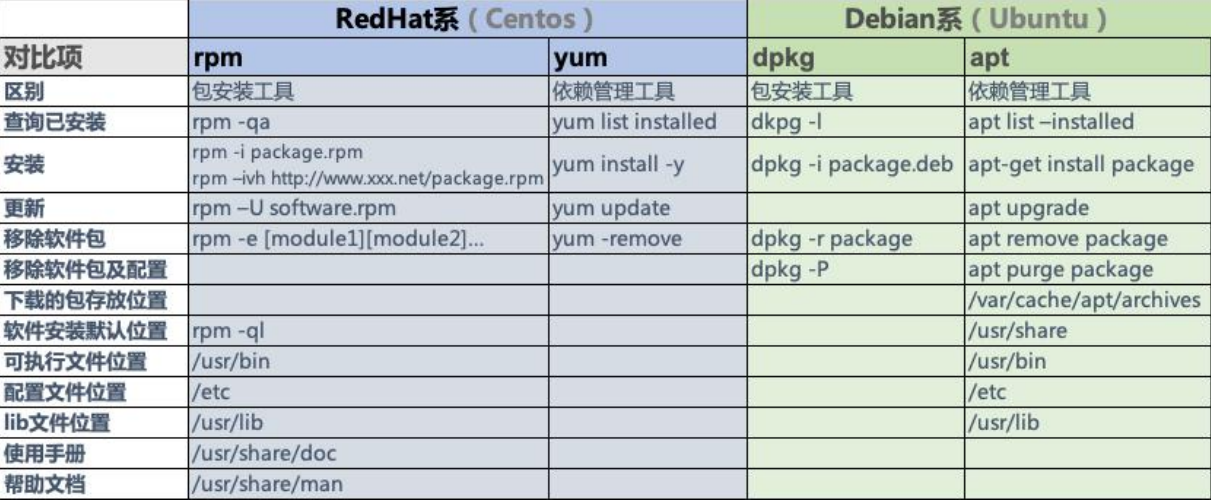 RedHat系（Centos） Debian系（Ubuntu）
对比项 rpm yum dpkg apt
区别 包安装工具 依赖管理工具 包安装工具 依赖管理工具
查询已安装 rpm -qa yum list installed dkpg -l apt list –installed
安装 rpm -i package.rpm
rpm –ivh http://www.xxx.net/package.rpm yum install -y dpkg -i package.deb apt-get install package
更新 rpm –U software.rpm yum update apt upgrade
移除软件包 rpm -e [module1][module2]... yum -remove dpkg -r package apt remove package
移除软件包及配置 dpkg -P apt purge package
下载的包存放位置 /var/cache/apt/archives
软件安装默认位置 rpm -ql /usr/share
可执行文件位置 /usr/bin /usr/bin
配置文件位置 /etc /etc
lib文件位置 /usr/lib /usr/lib
使用手册 /usr/share/doc
帮助文档 /usr/share/man